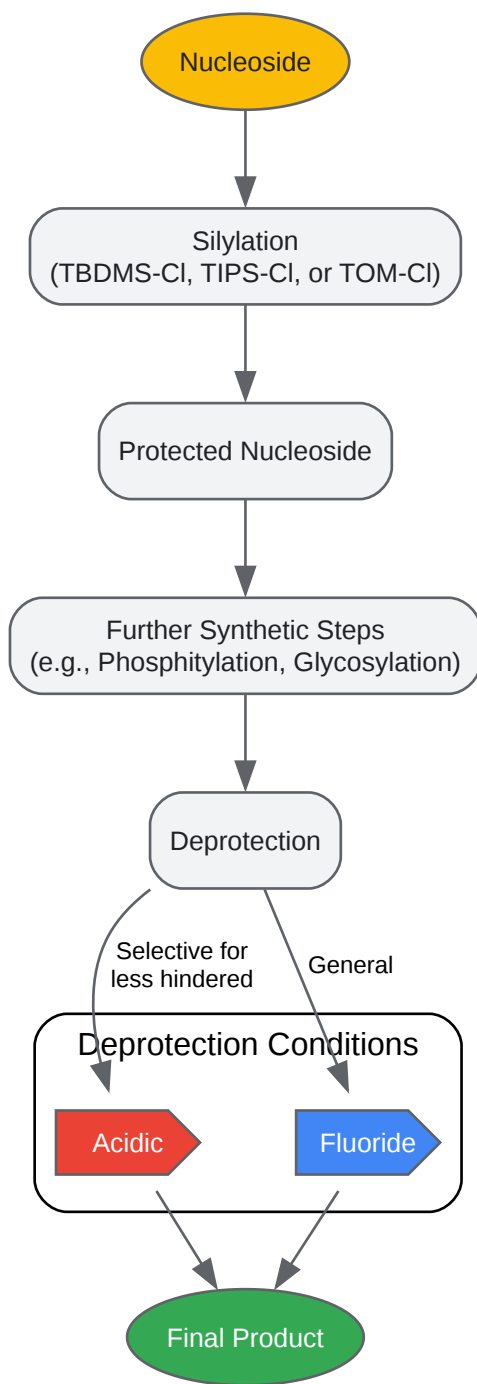 Nucleoside
Silylation
(TBDMS-Cl, TIPS-Cl, or TOM-Cl)
Protected Nucleoside
Further Synthetic Steps
(e.g., Phosphitylation, Glycosylation)
Deprotection
Selective for
less hindered
General
Deprotection Conditions
Acidic
Fluoride
Final Product